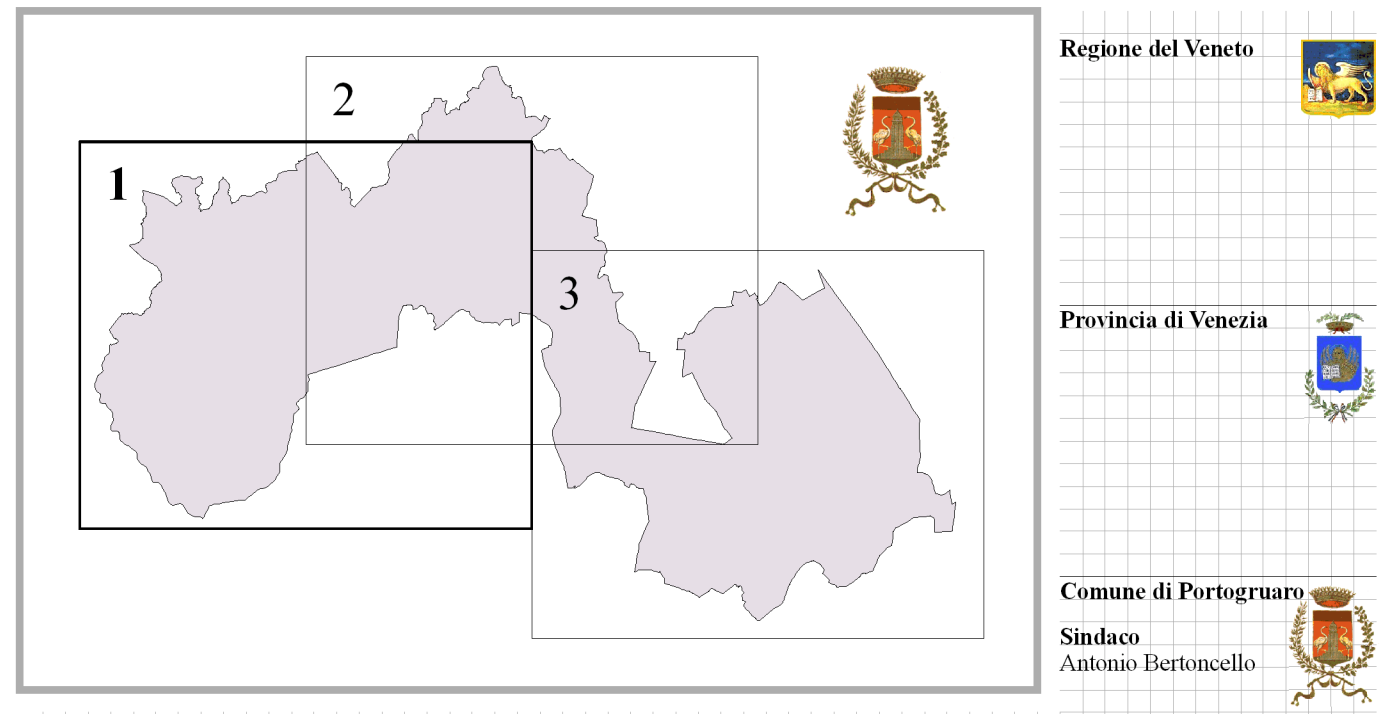 2
1
3
Regione del Veneto
Provincia di Venezia
Comune di Portogruaro
Sindaco
Antonio Bertoncello